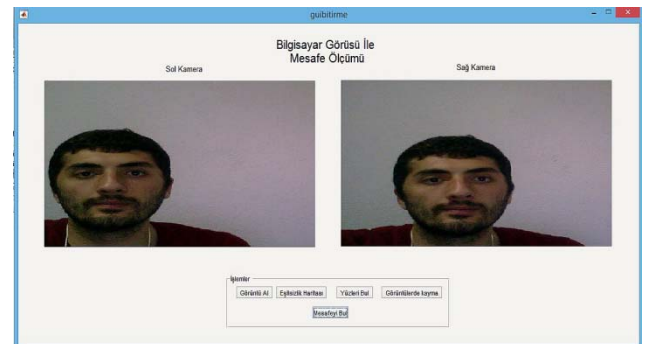 guibitirme
Bilgisayar Görüsü İle
Mesafe Ölçümü
Sol Kamera
Sağ Kamera
İşlemler
Görüntü Al
Eşitsizlik Haritası
Yüzleri Bul
Görüntülerde kayma
Mesafeyi Bul